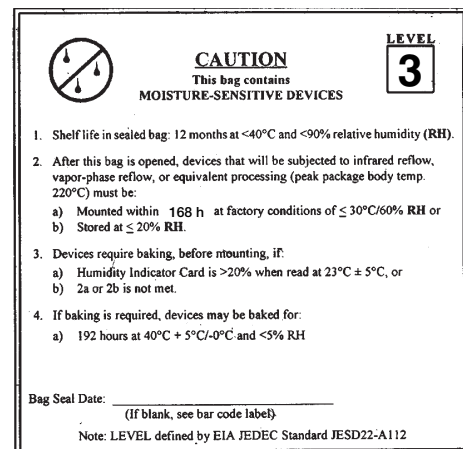 LEVEL
3
CAUTION
This bag contains
MOISTURE-SENSITIVE DEVICES
1. Shelf life in sealed bag: 12 months at <40°C and <90% relative humidity (RH).
2. After this bag is opened, devices that will be subjected to infrared reflow,
vapor-phase reflow, or equivalent processing (peak package body temp.
220°C) must be:
a) Mounted within 168 h at factory conditions of ≤ 30°C/60% RH or
b) Stored at ≤ 20% RH.
3. Devices require baking, before mounting, if:
a) Humidity Indicator Card is >20% when read at 23°C ± 5°C, or
b) 2a or 2b is not met.
4. If baking is required, devices may be baked for:
a) 192 hours at 40°C + 5°C/-0°C and <5% RH
Bag Seal Date:
(If blank, see bar code label)
Note: LEVEL defined by EIA JEDEC Standard JESD22-A112